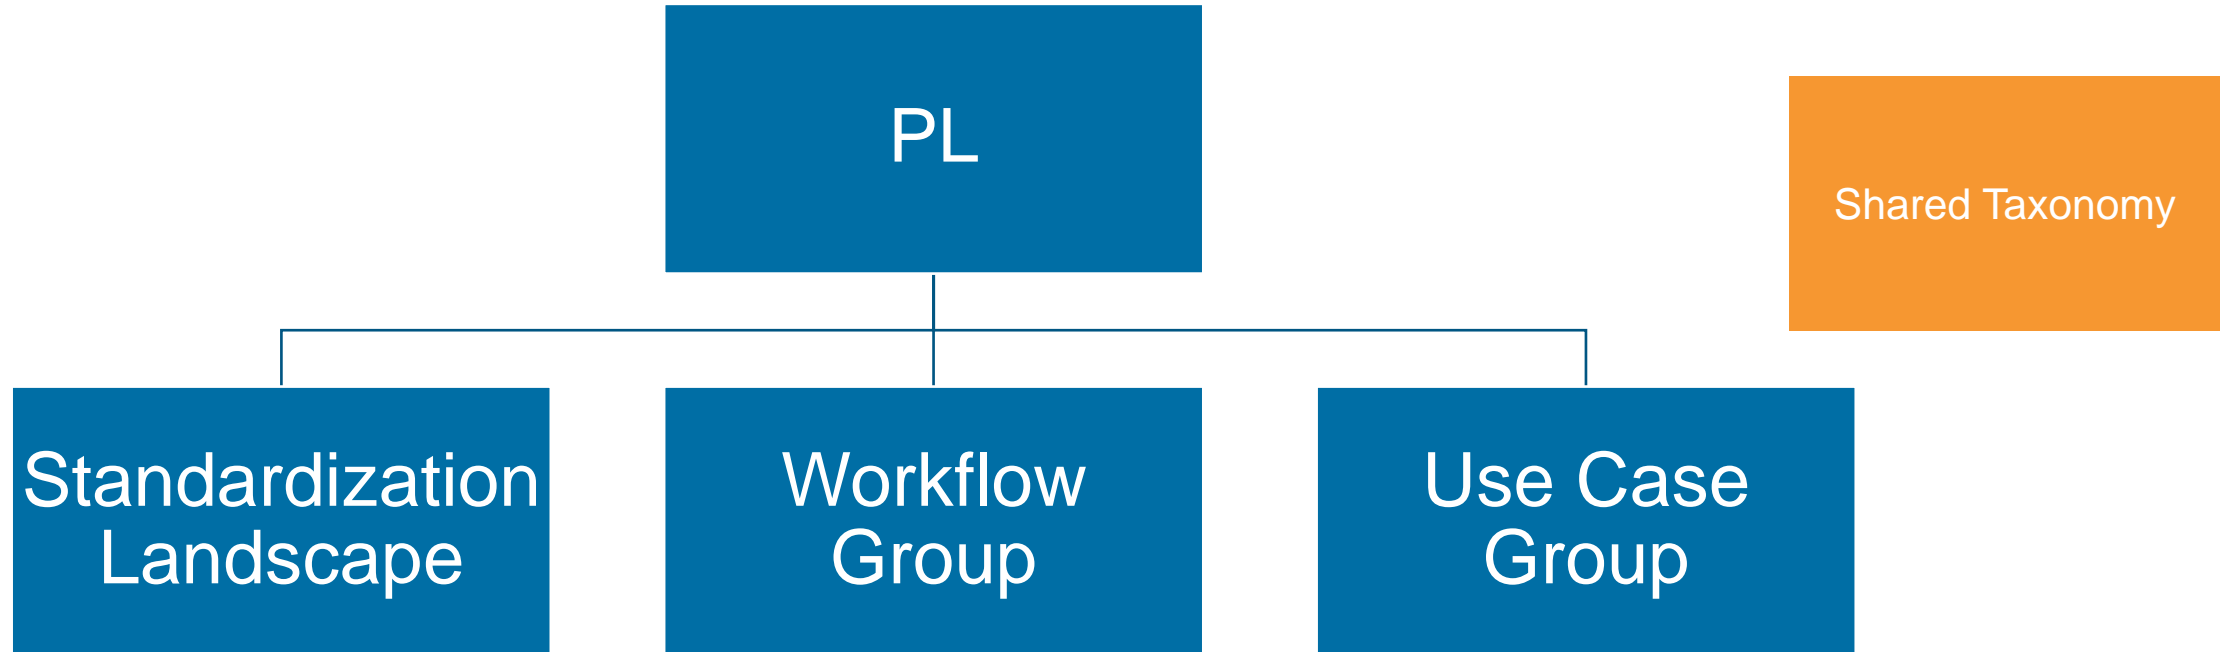 PL
Shared Taxonomy
Standardization
Landscape
Workflow
Group
Use Case
Group